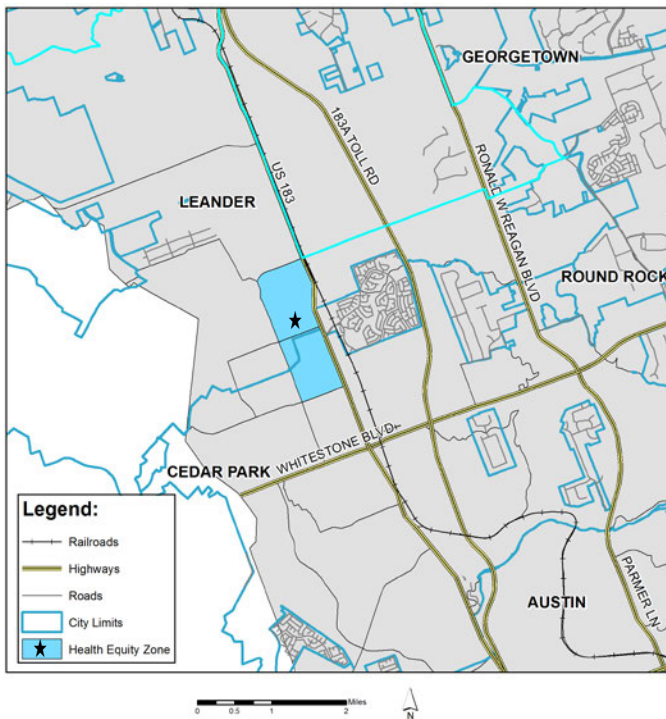 GEORGETOWN
183A TOLL RD
US 183
RONALD W REAGAN BLVD
LEANDER
ROUND ROCK
WHITESTONE BLVD
CEDAR PARK
Legend:
Railroads
Highways
Roads
City Limits
Health Equity Zone
PARMER LN
AUSTIN
Miles
0 0.5 1 2
N